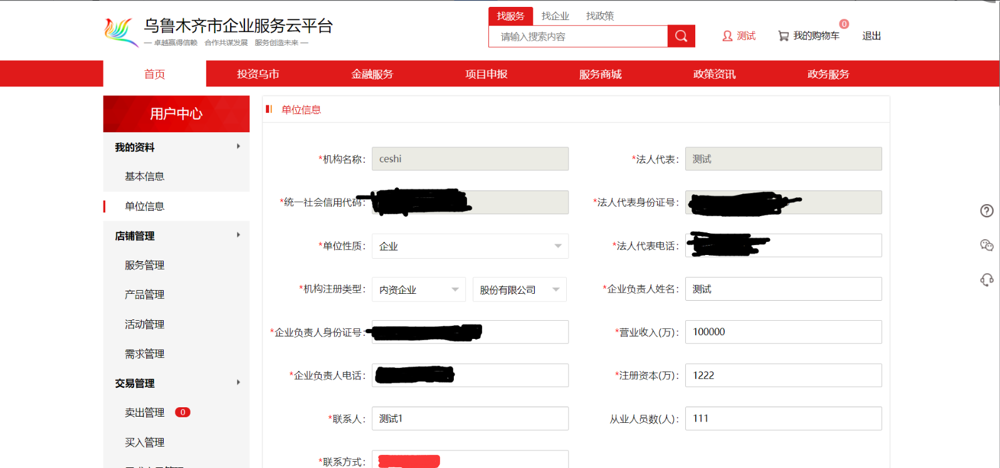 乌鲁木齐市企业服务云平台
— 卓越赢得信赖 合作共谋发展 服务创造未来 —
找服务 找企业 找政策
请输入搜索内容
测试
我的购物车
0
退出
首页 投资乌市 金融服务 项目申报 服务商城 政策资讯 政务服务
用户中心
我的资料
基本信息
单位信息
店铺管理
服务管理
产品管理
活动管理
需求管理
交易管理
卖出管理 0
买入管理
单位信息
*机构名称： ceshi
*法人代表： 测试
*统一社会信用代码：
*法人代表身份证号：
*单位性质： 企业
*法人代表电话：
*机构注册类型： 内资企业 股份有限公司
*企业负责人姓名： 测试
*企业负责人身份证号：
*营业收入(万)： 100000
*企业负责人电话：
*注册资本(万)： 1222
*联系人： 测试1
从业人员数(人)： 111
*联系方式：